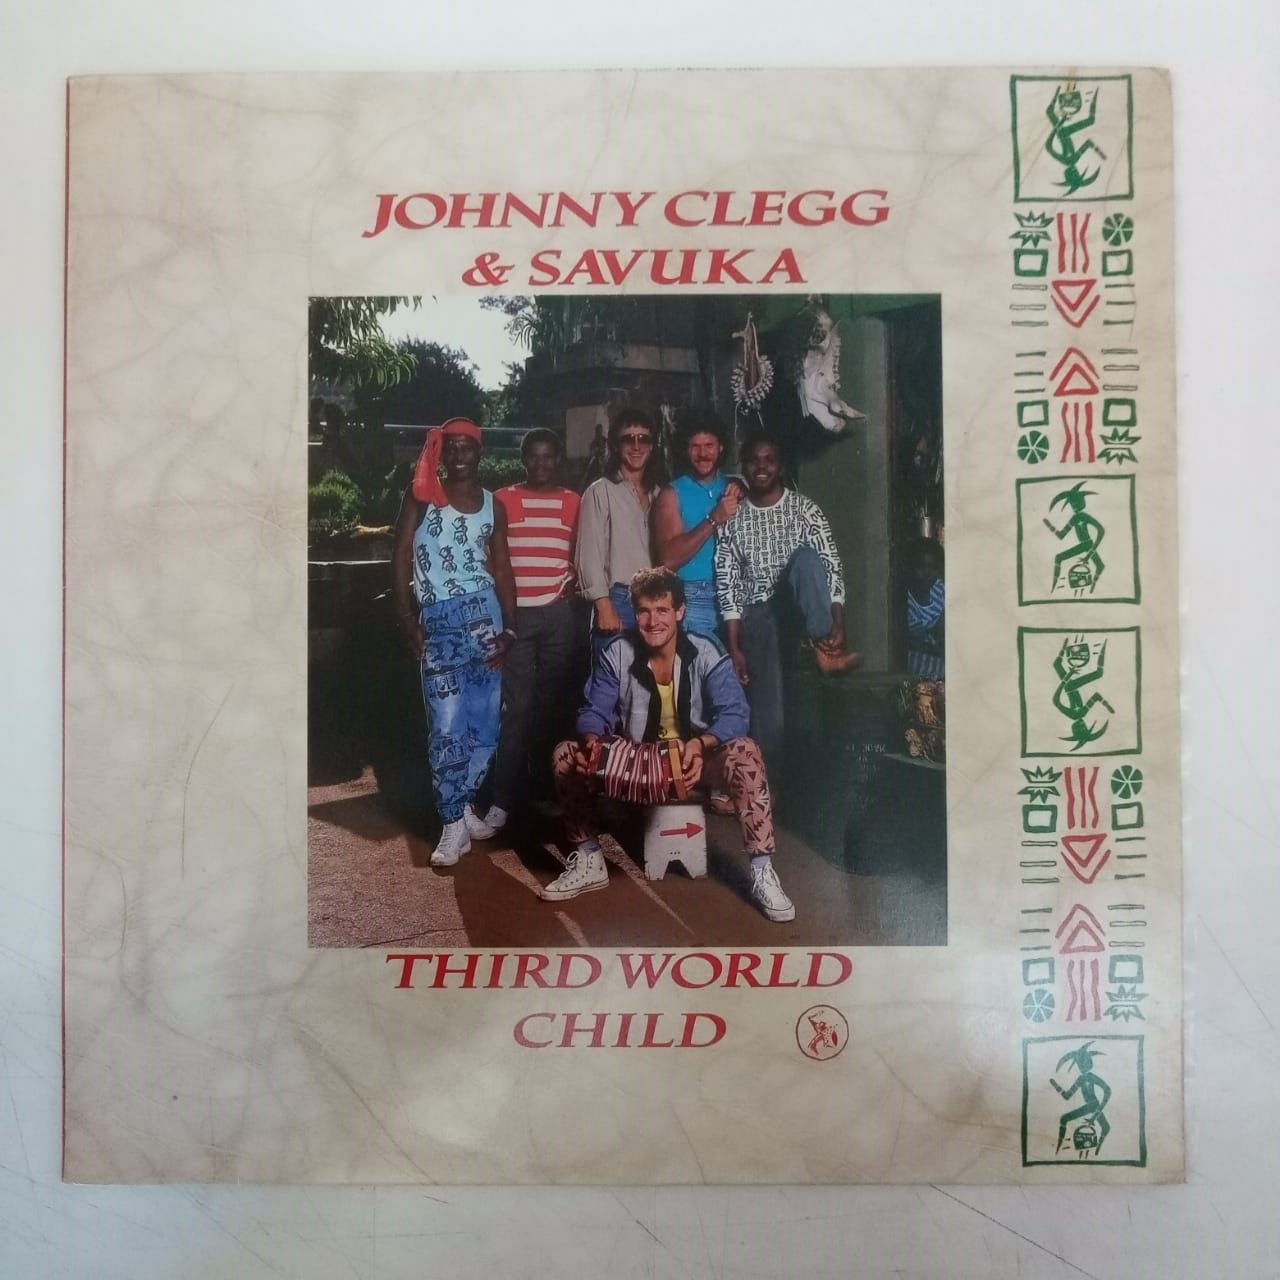 JOHNNY CLEGG
& SAVUKA
THIRD WORLD
CHILD